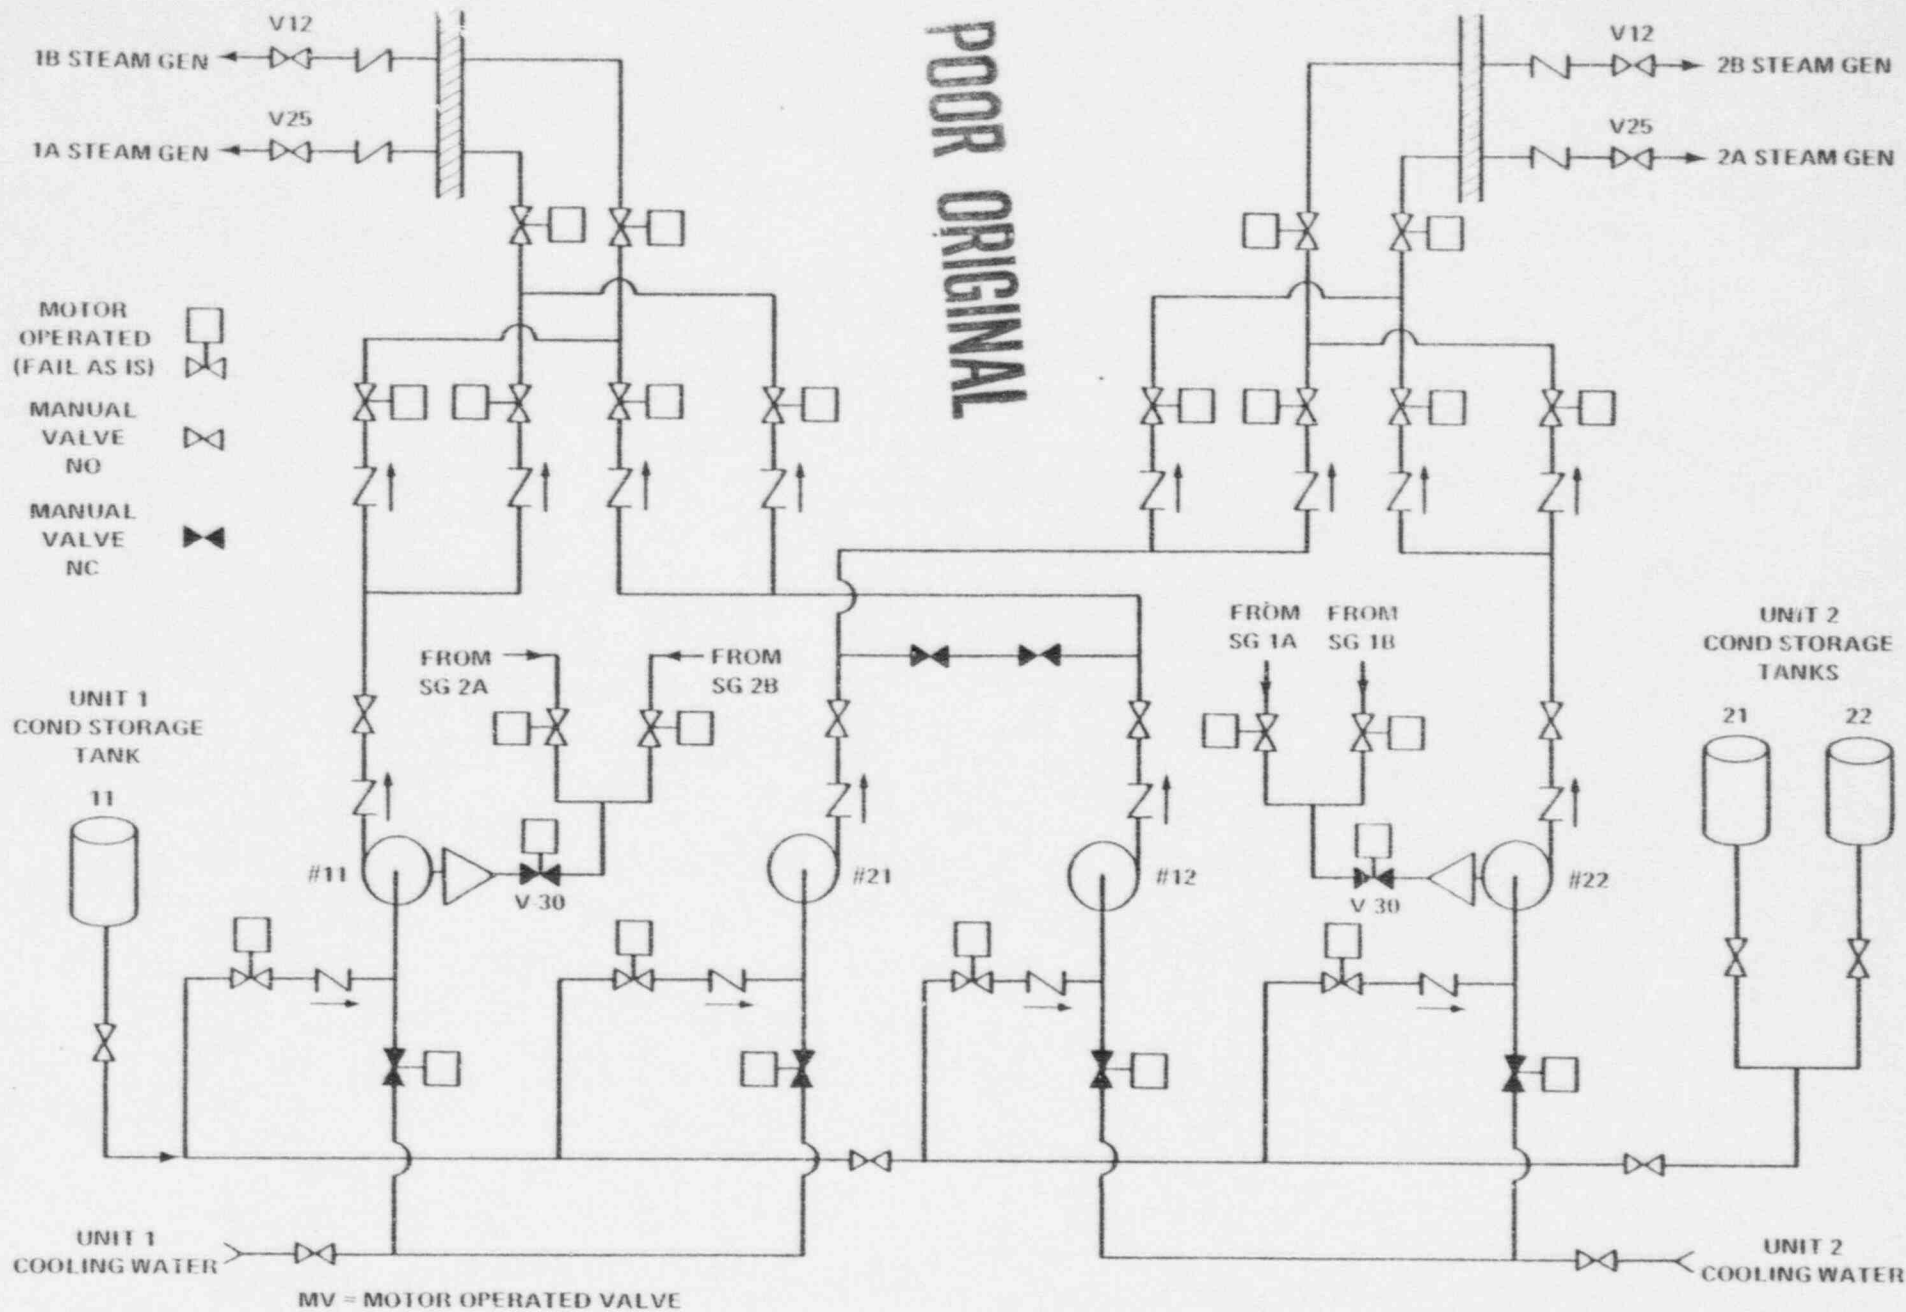 V12
1B STEAM GEN
V25
1A STEAM GEN
POOR ORIGINAL
V12
2B STEAM GEN
V25
2A STEAM GEN
MOTOR
OPERATED
(FAIL AS IS)
MANUAL
VALVE
NO
MANUAL
VALVE
NC
FROM
SG 2A
FROM
SG 2B
FROM
SG 1A
FROM
SG 1B
UNIT 1
COND STORAGE
TANK
11
UNIT 2
COND STORAGE
TANKS
21
22
#11
V-30
#21
#12
V-30
#22
UNIT 1
COOLING WATER
UNIT 2
COOLING WATER
MV = MOTOR OPERATED VALVE